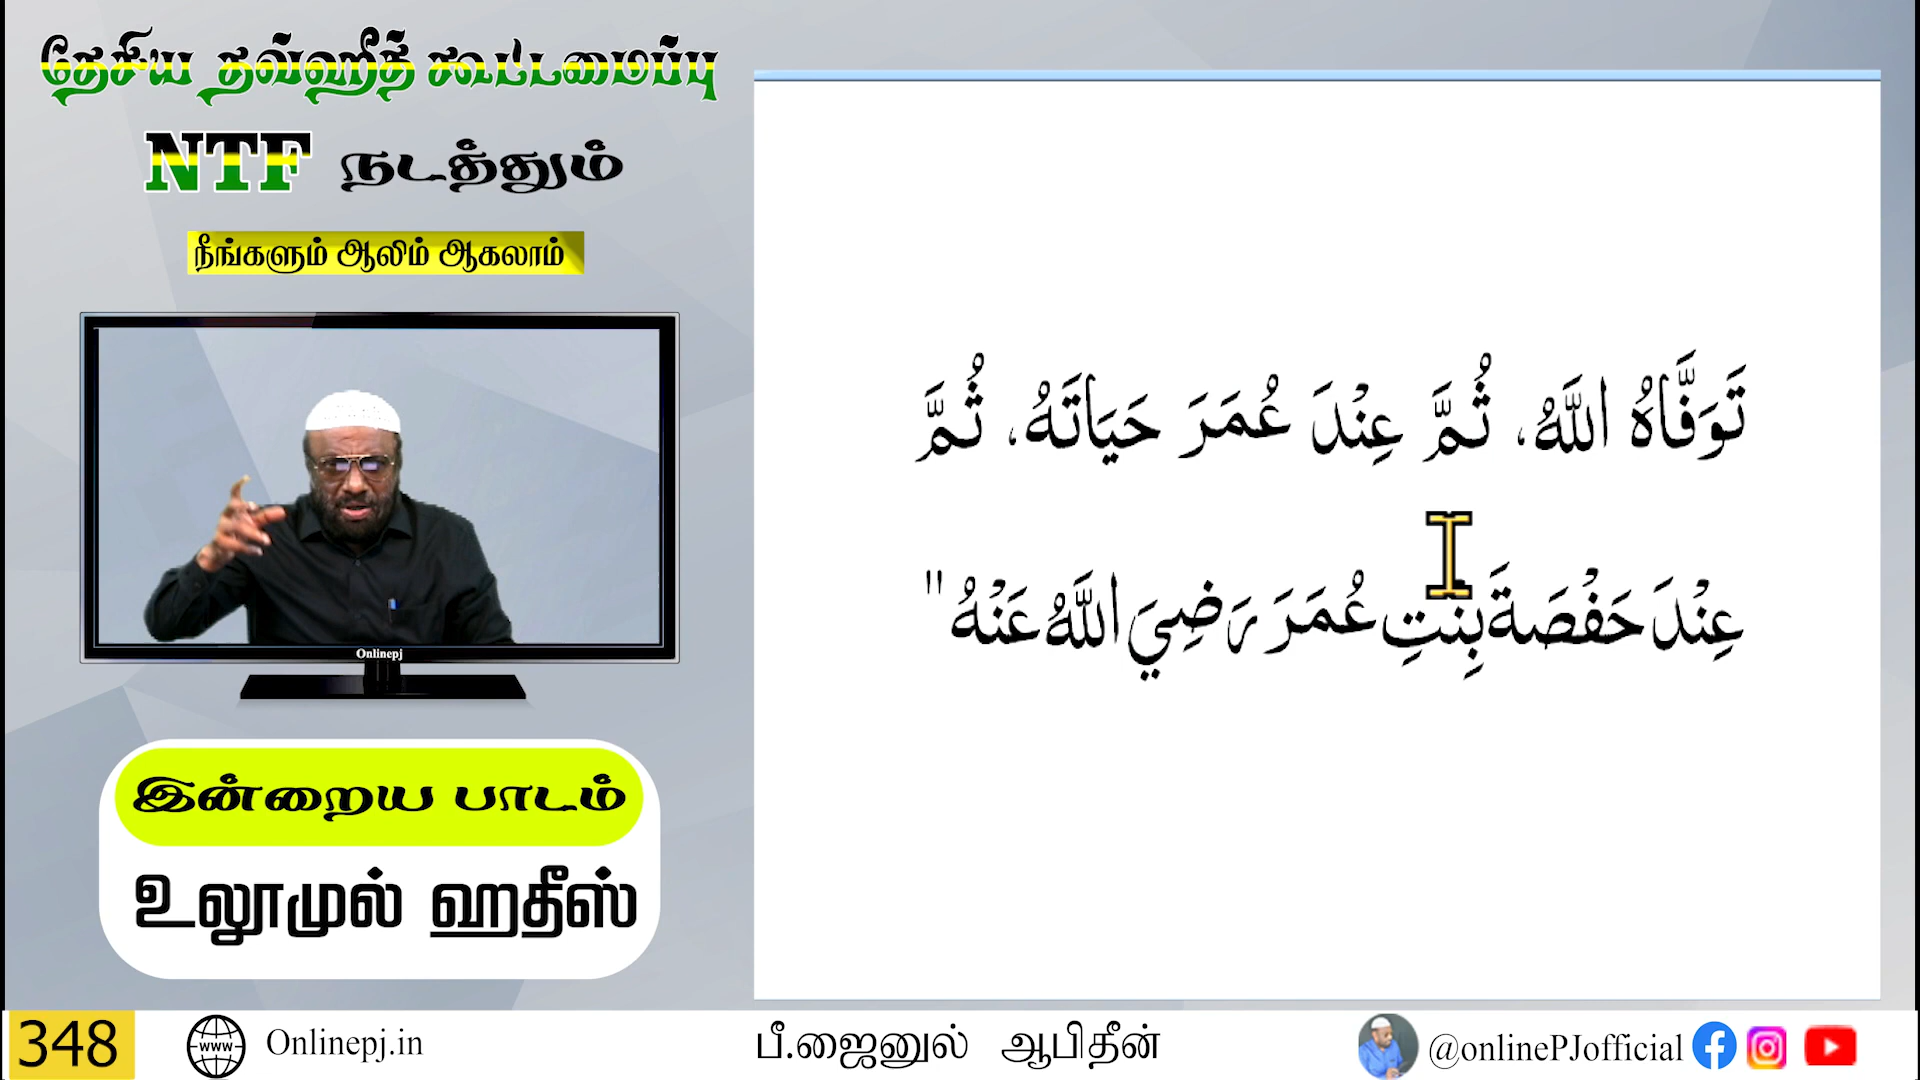 தேசிய தவ்ஹீத் கூட்டமைப்பு
NTF நடத்தும்
நீங்களும் ஆலிம் ஆகலாம்
Onlinepj
இன்றைய பாடம்
உலூமுல் ஹதீஸ்
تَوَفَّاهُ اللَّهُ، ثُمَّ عِنْدَ عُمَرَ حَيَاتَهُ، ثُمَّ
عِنْدَ حَفْصَةَ بِنْتِ عُمَرَ رَضِيَ اللَّهُ عَنْهُ "
348
www
Onlinepj.in
பீ.ஜைனுல் ஆபிதீன்
@onlinePJofficial